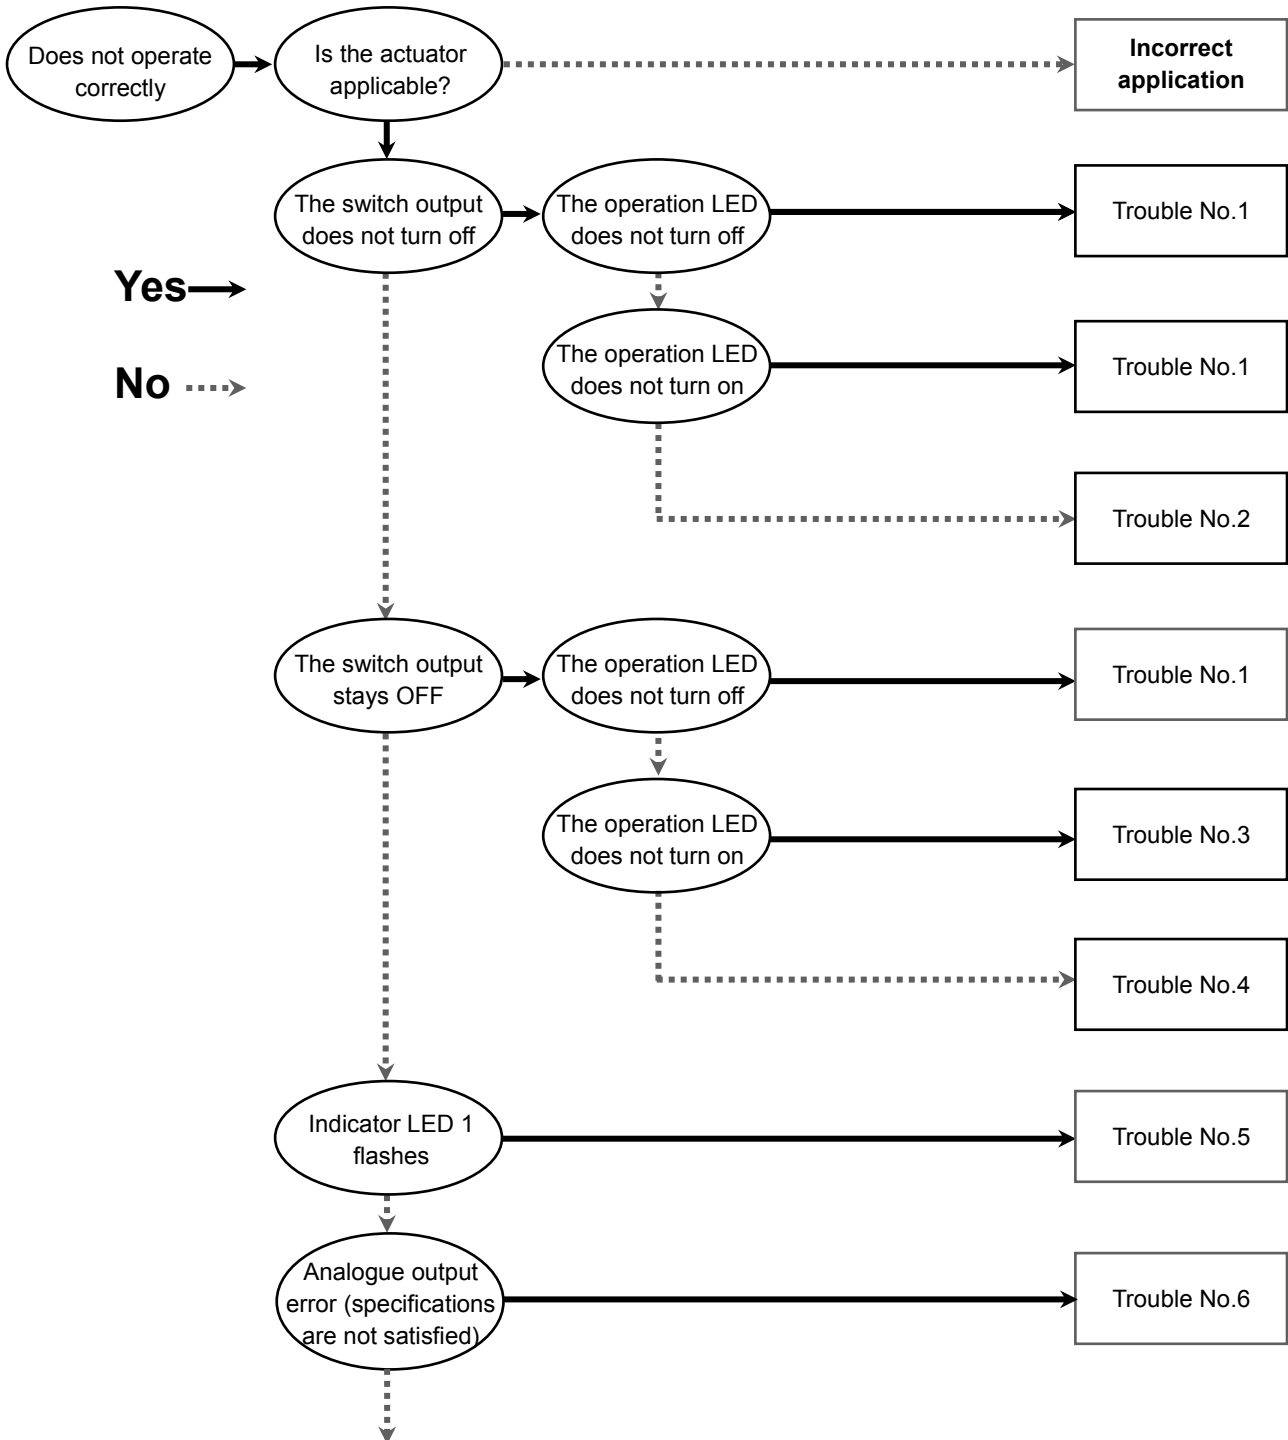 Does not operate
correctly
Is the actuator
applicable?
Incorrect
application
The switch output
does not turn off
The operation LED
does not turn off
Trouble No.1
Yes
The operation LED
does not turn on
Trouble No.1
No
Trouble No.2
The switch output
stays OFF
The operation LED
does not turn off
Trouble No.1
The operation LED
does not turn on
Trouble No.3
Trouble No.4
Indicator LED 1
flashes
Trouble No.5
Analogue output
error (specifications
are not satisfied)
Trouble No.6